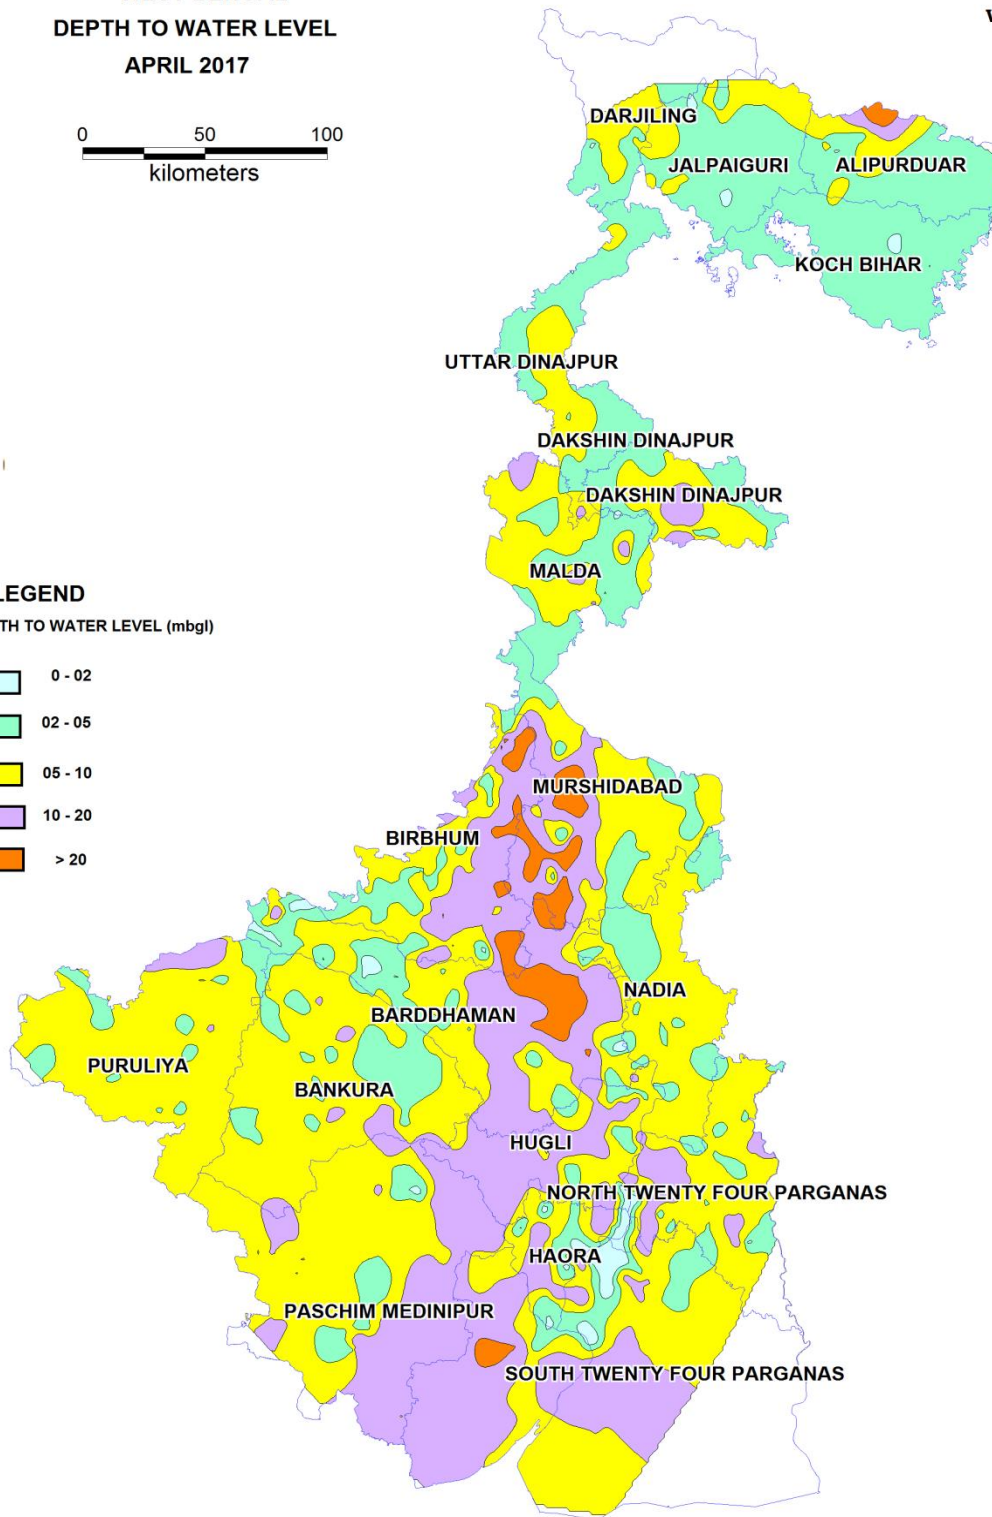 DEPTH TO WATER LEVEL
APRIL 2017
0 50 100
kilometers
DARJILING
JALPAIGURI
ALIPURDUAR
KOCH BIHAR
UTTAR DINAJPUR
DAKSHIN DINAJPUR
DAKSHIN DINAJPUR
MALDA
LEGEND
TH TO WATER LEVEL (mbgl)
0 - 02
02 - 05
05 - 10
10 - 20
> 20
MURSHIDABAD
BIRBHUM
NADIA
BARDDHAMAN
PURULIYA
BANKURA
HUGLI
NORTH TWENTY FOUR PARGANAS
HAORA
PASCHIM MEDINIPUR
SOUTH TWENTY FOUR PARGANAS